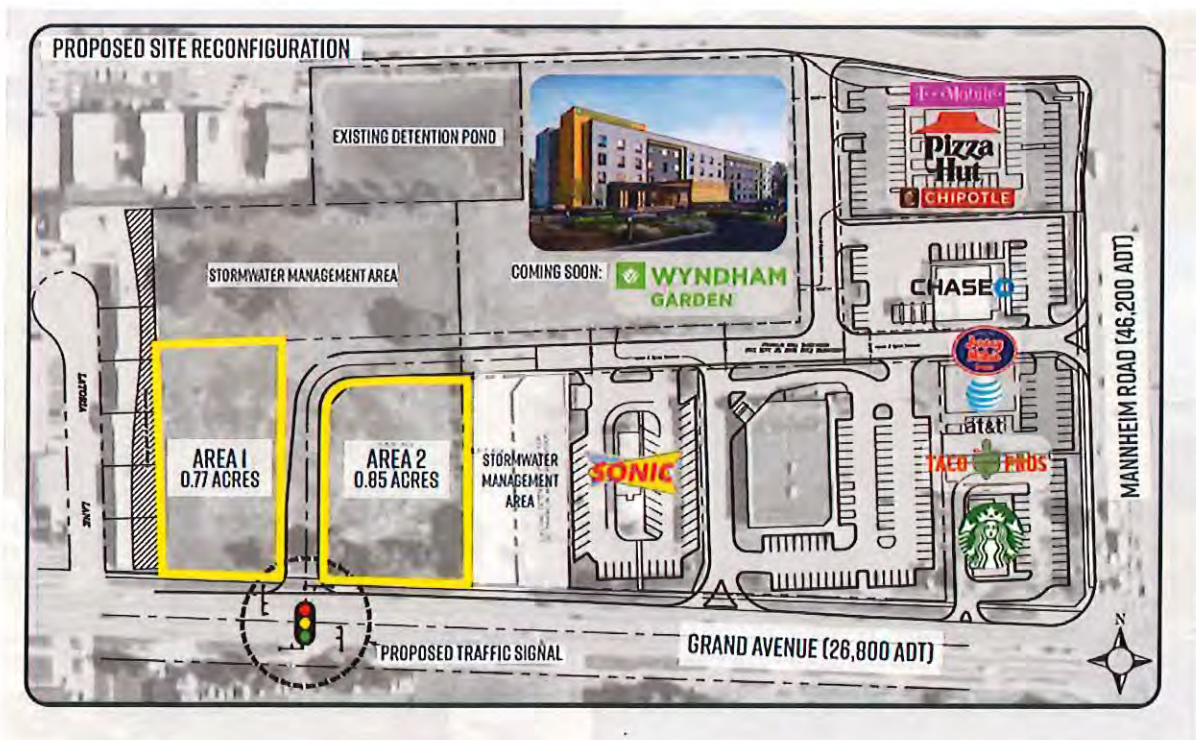 PROPOSED SITE RECONFIGURATION
EXISTING DETENTION POND
STORMWATER MANAGEMENT AREA
COMING SOON:
WYNDHAM
GARDEN
T Mobile
Pizza
Hut
CHIPOTLE
CHASE
Jersey
Mike's
at&t
TACO
SONIC
STORMWATER
MANAGEMENT
AREA
AREA 1
0.77 ACRES
AREA 2
0.85 ACRES
LANE
MANNHEIM ROAD (46,200 ADT)
GRAND AVENUE (26,800 ADT)
PROPOSED TRAFFIC SIGNAL
N